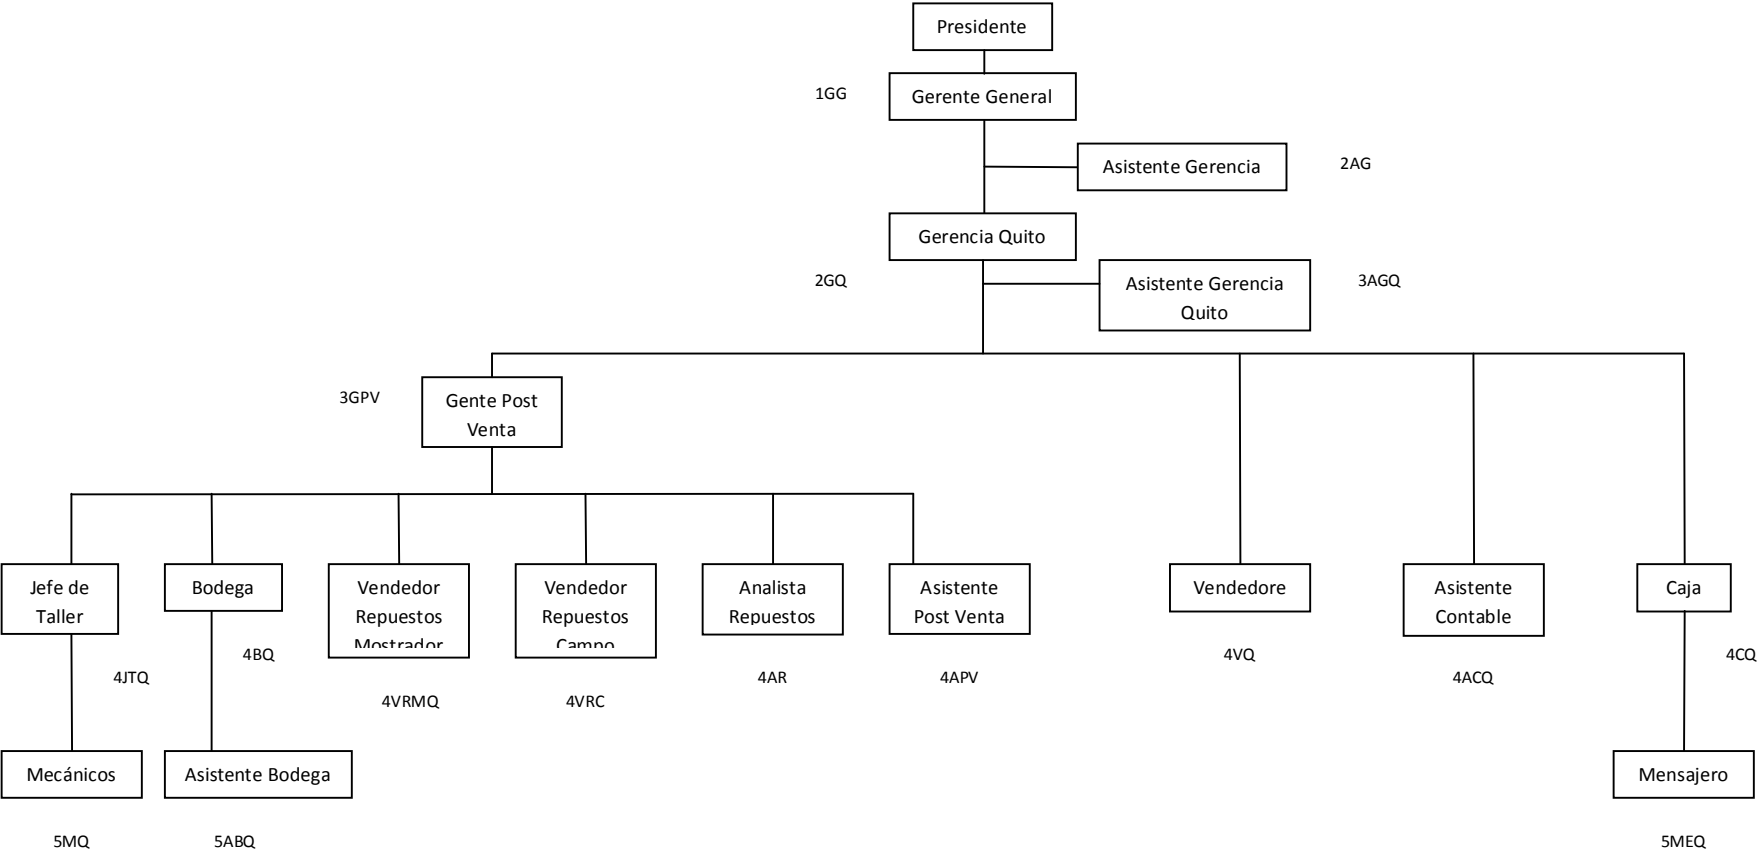 Presidente
1GG
Gerente General
Asistente Gerencia
2AG
Gerencia Quito
2GQ
Asistente Gerencia
Quito
3AGQ
3GPV
Gente Post
Venta
Jefe de
Taller
Bodega
Vendedor
Repuestos
Mostrador
Vendedor
Repuestos
Campo
Analista
Repuestos
Asistente
Post Venta
Vendedore
Asistente
Contable
Caja
4JTQ
4BQ
4VRMQ
4VRC
4AR
4APV
4VQ
4ACQ
4CQ
Mecánicos
Asistente Bodega
Mensajero
5MQ
5ABQ
5MEQ